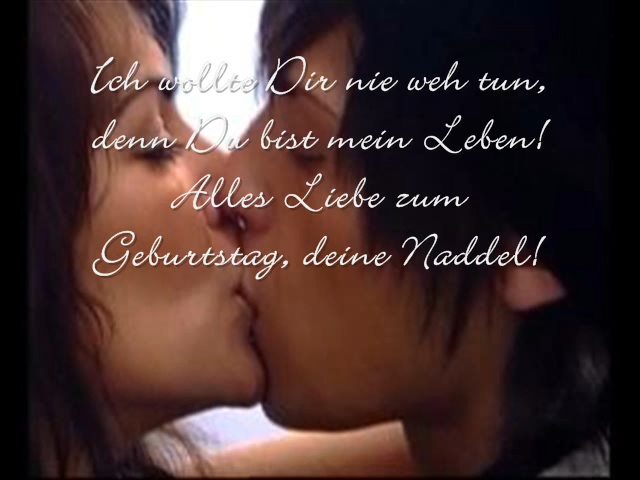 Ich wollte Dir nie weh tun,
denn Du bist mein Leben!
Alles Liebe zum
Geburtstag, deine Naddel!